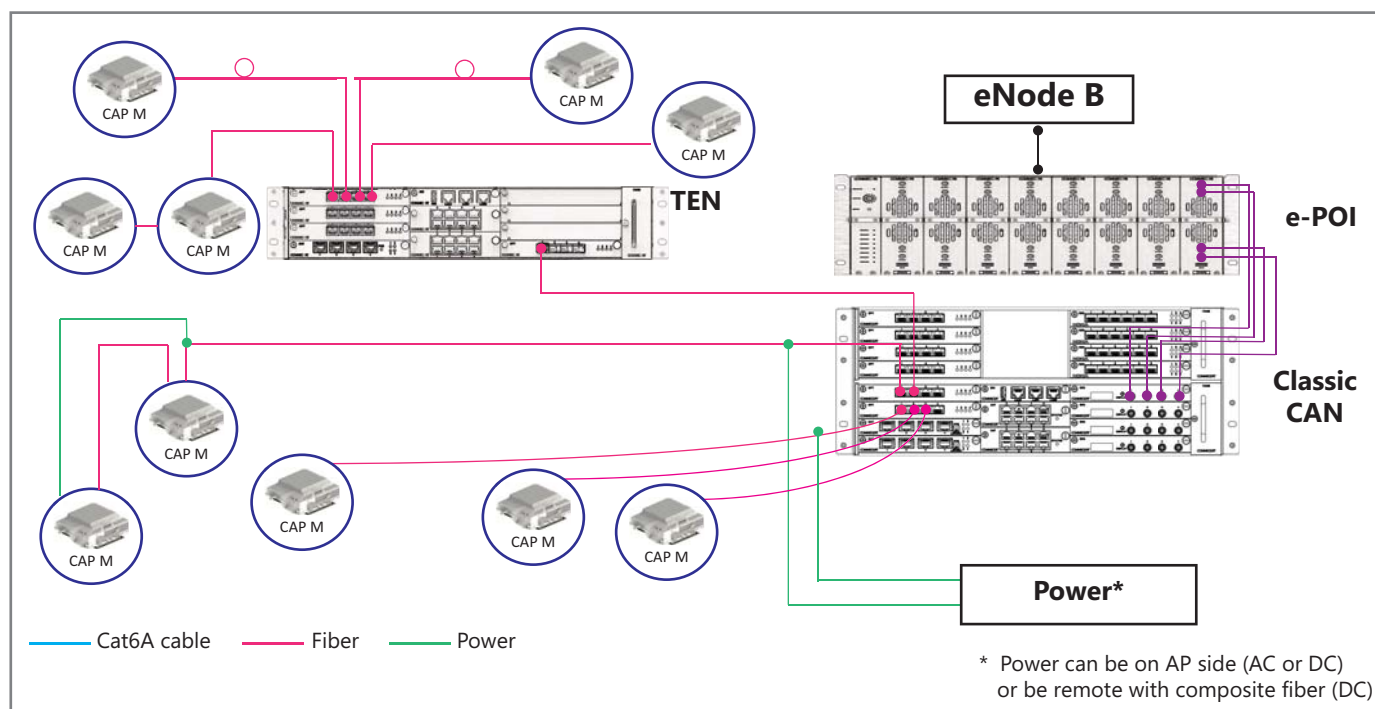 CAP M
CAP M
CAP M
CAP M
CAP M
TEN
eNode B
e-POI
Classic
CAN
CAP M
CAP M
CAP M
CAP M
CAP M
Power*
Cat6A cable
Fiber
Power
* Power can be on AP side (AC or DC)
or be remote with composite fiber (DC)